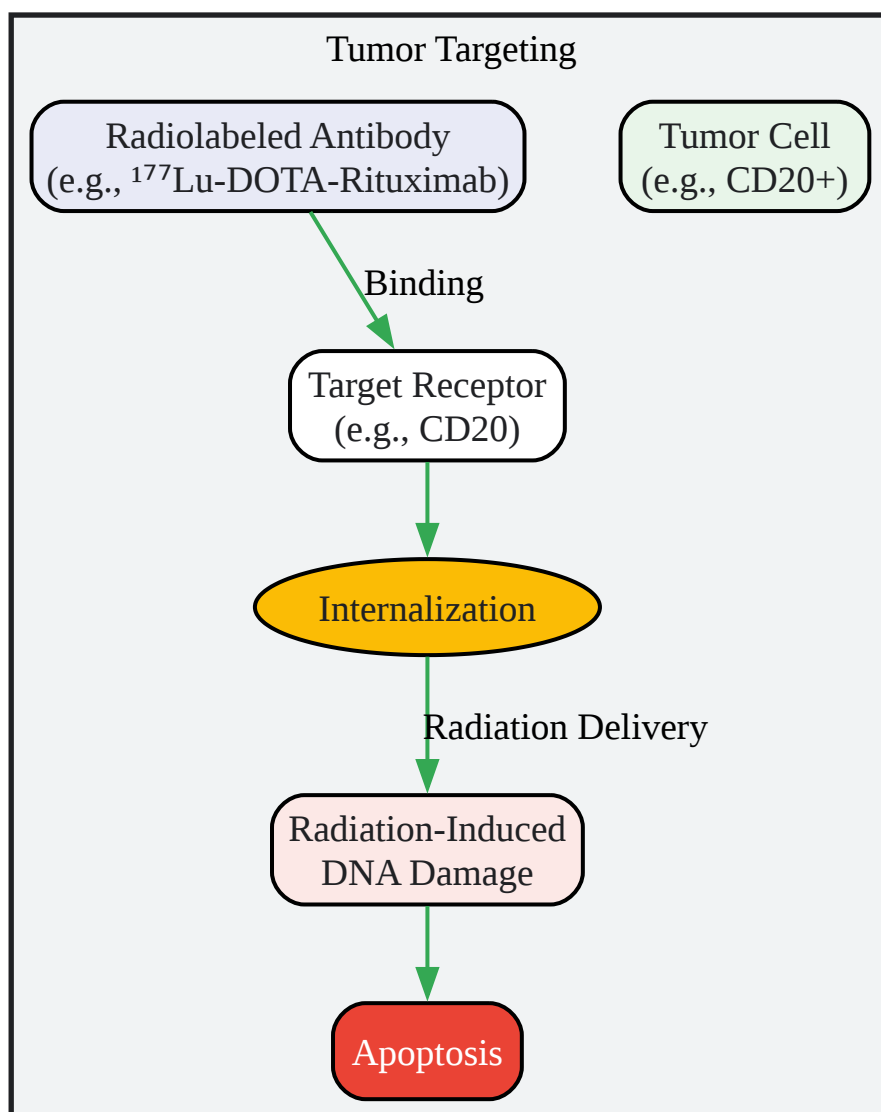 Tumor Targeting
Radiolabeled Antibody
(e.g., ¹⁷⁷Lu-DOTA-Rituximab)
Tumor Cell
(e.g., CD20+)
Binding
Target Receptor
(e.g., CD20)
Internalization
Radiation Delivery
Radiation-Induced
DNA Damage
Apoptosis